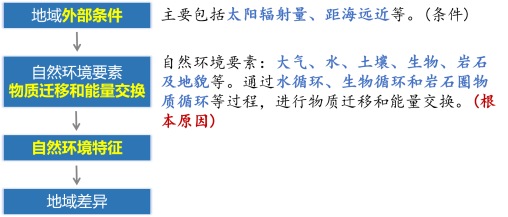 地域外部条件
主要包括太阳辐射量、距海远近等。(条件)
自然环境要素
物质迁移和能量交换
自然环境要素：大气、水、土壤、生物、岩石
及地貌等。通过水循环、生物循环和岩石圈物
质循环等过程，进行物质迁移和能量交换。(根
本原因)
自然环境特征
地域差异